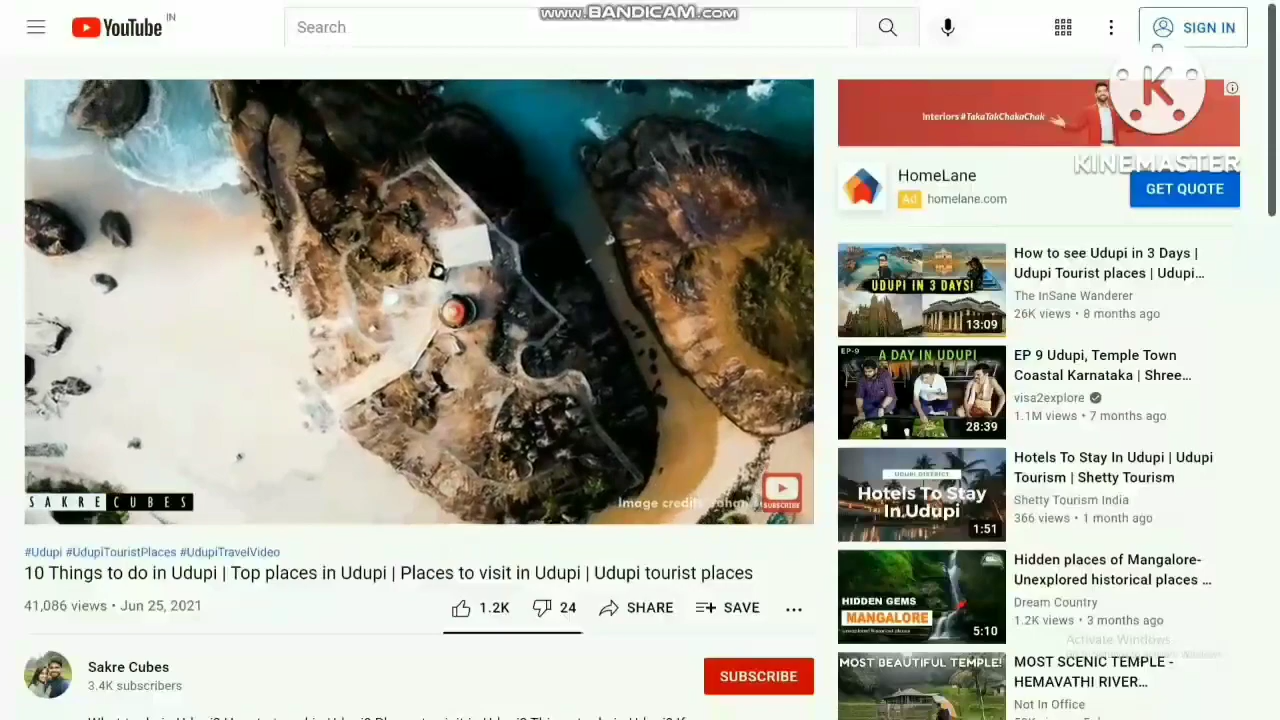 www.BANDICAM.com
YouTube IN
Search
SIGN IN
Interiors #TakaTakChakaChak
K
KINEMASTER
HomeLane
Ad homelane.com
GET QUOTE
SAKRE CUBES
Image credit
SUBSCRIBE
#Udupi #UdupiTouristPlaces #UdupiTravelVideo
10 Things to do in Udupi | Top places in Udupi | Places to visit in Udupi | Udupi tourist places
41,086 views • Jun 25, 2021
1.2K
24
SHARE
SAVE
Sakre Cubes
3.4K subscribers
SUBSCRIBE
UDUPI IN 3 DAYS!
13:09
How to see Udupi in 3 Days |
Udupi Tourist places | Udupi...
The InSane Wanderer
26K views • 8 months ago
EP-9
A DAY IN UDUPI
28:39
EP 9 Udupi, Temple Town
Coastal Karnataka | Shree...
visa2explore
1.1M views • 7 months ago
UDUPI DISTRICT
Hotels To Stay
In Udupi
1:51
Hotels To Stay In Udupi | Udupi
Tourism | Shetty Tourism
Shetty Tourism India
366 views • 1 month ago
HIDDEN GEMS
MANGALORE
5:10
Hidden places of Mangalore-
Unexplored historical places ...
Dream Country
1.2K views • 3 months ago
Activate Windows
MOST BEAUTIFUL TEMPLE!
MOST SCENIC TEMPLE -
HEMAVATHI RIVER...
Not In Office